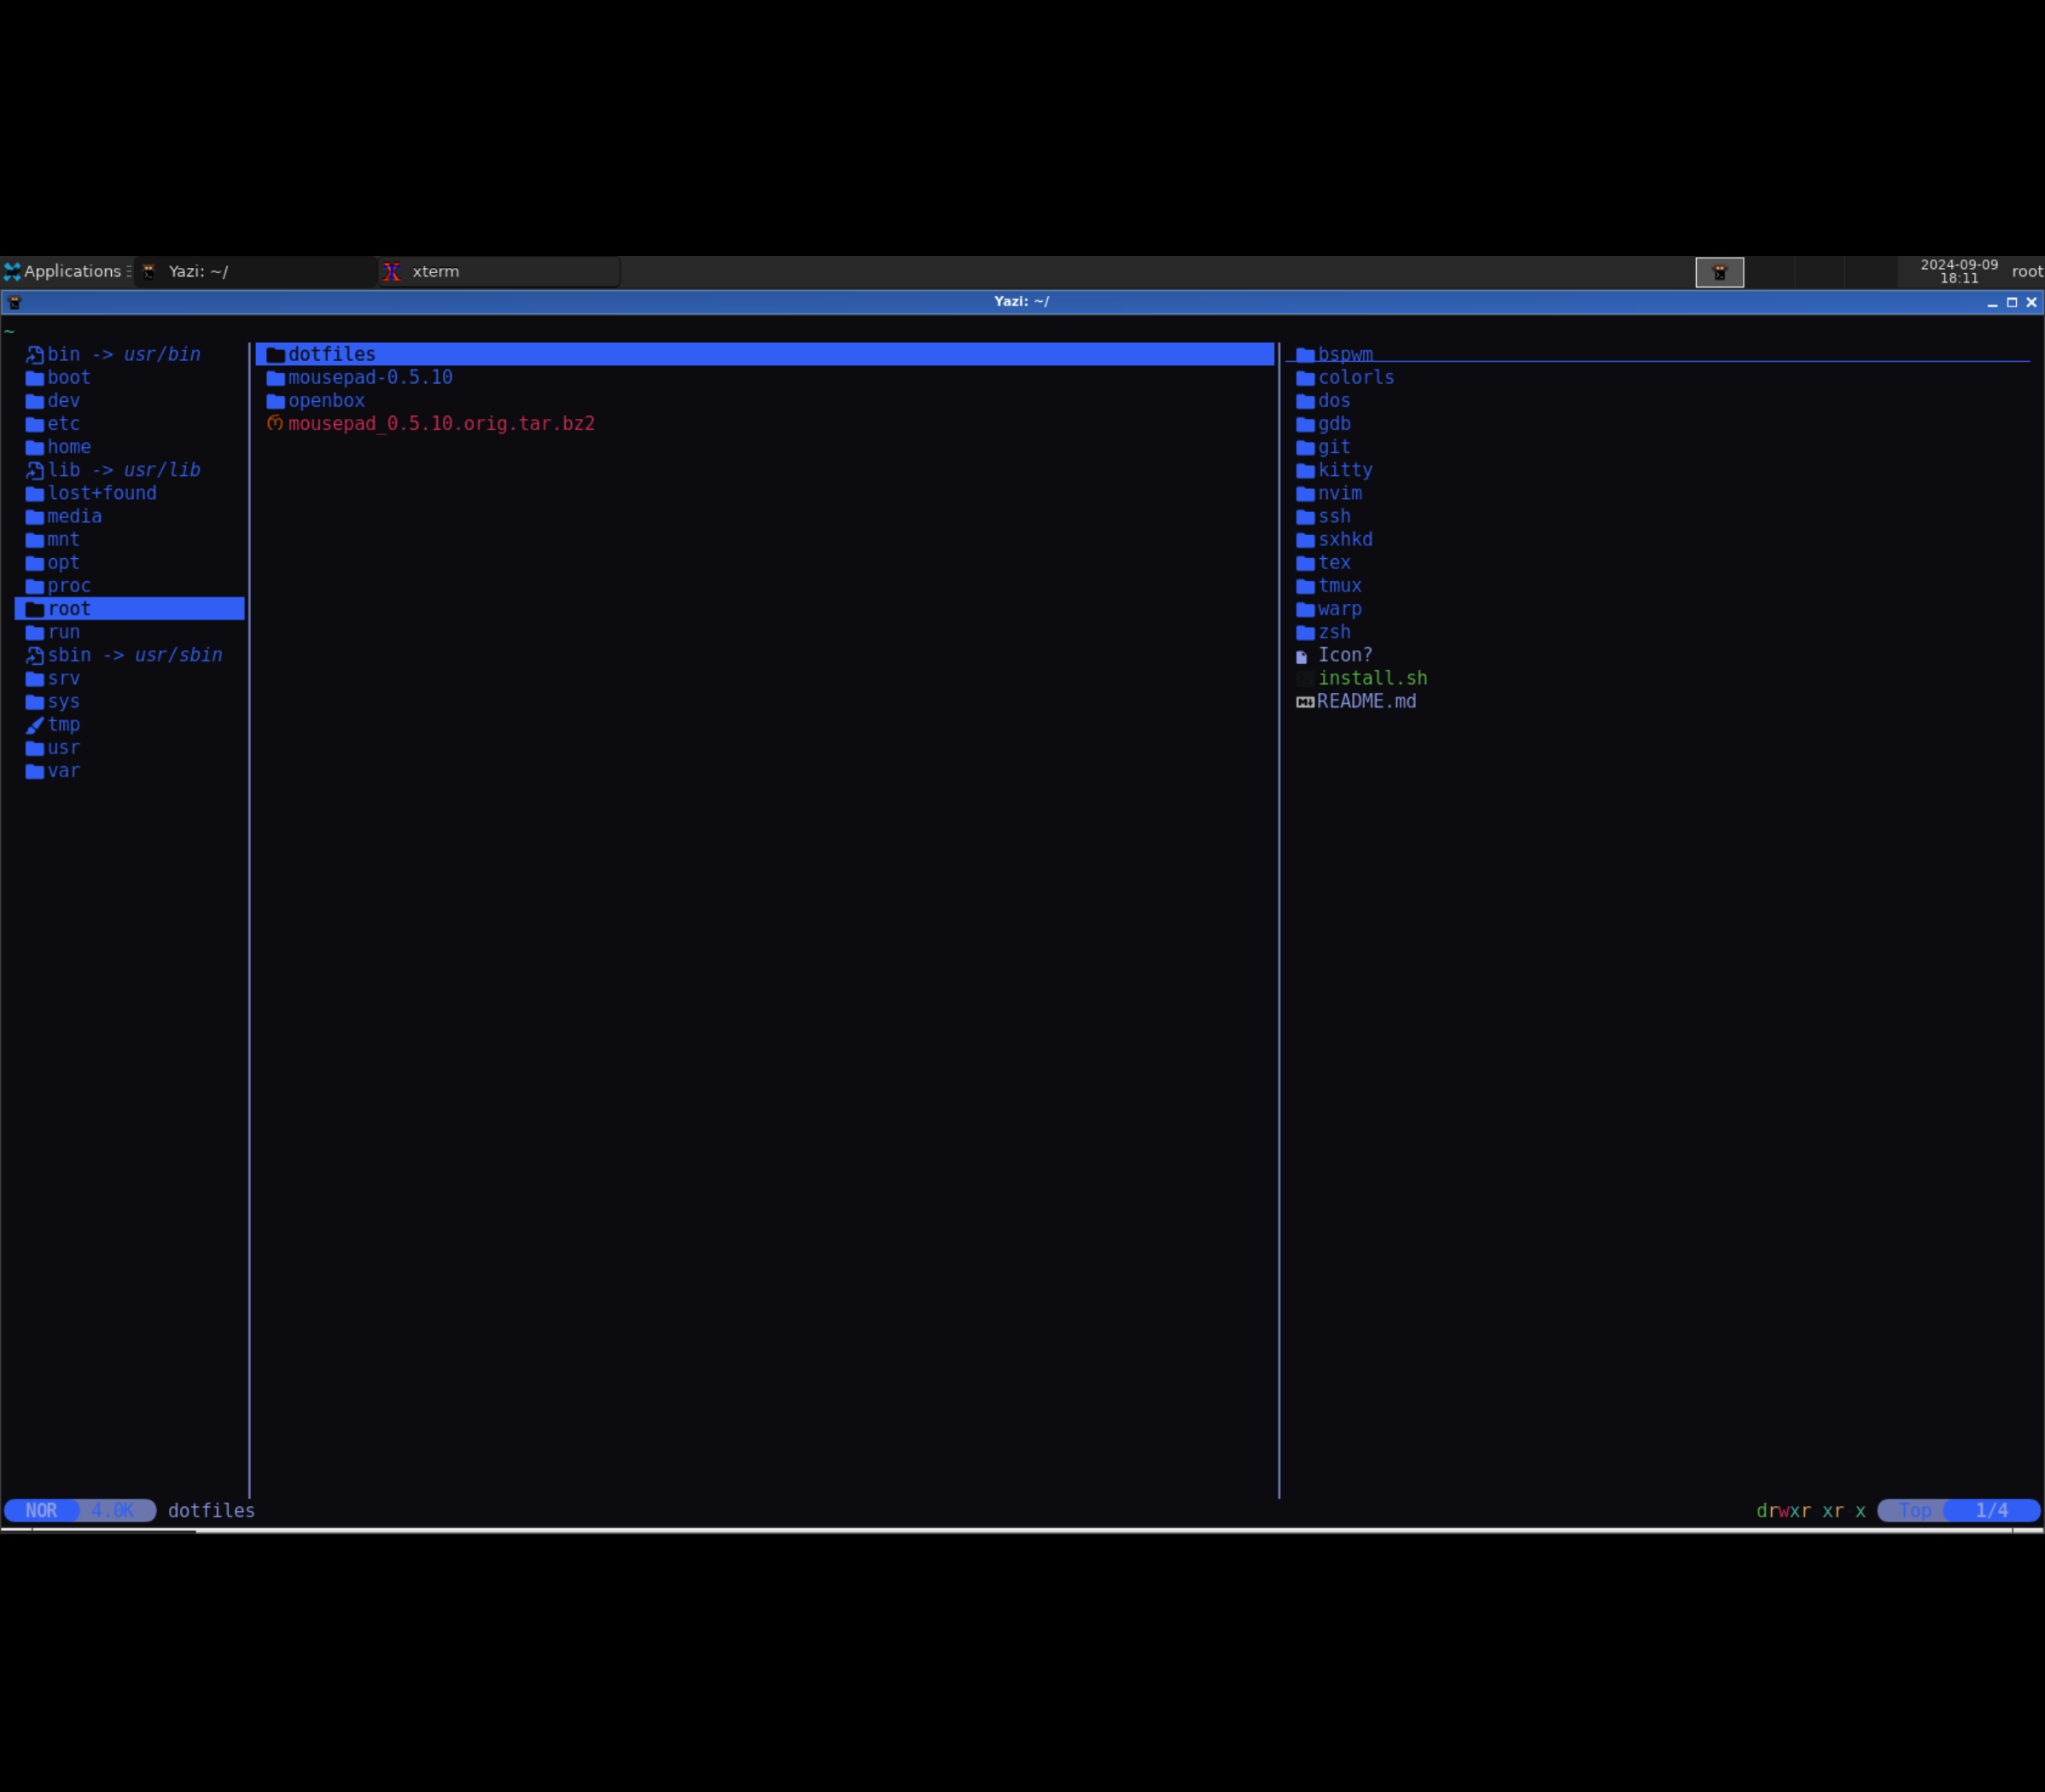 Applications Yazi: ~/ xterm 2024-09-09 18:11 root
Yazi: ~/
~
bin -> usr/bin
boot
dev
etc
home
lib -> usr/lib
lost+found
media
mnt
opt
proc
root
run
sbin -> usr/sbin
srv
sys
tmp
usr
var
dotfiles
mousepad-0.5.10
openbox
mousepad_0.5.10.orig.tar.bz2
bspwm
colorls
dos
gdb
git
kitty
nvim
ssh
sxhkd
tex
tmux
warp
zsh
Icon?
install.sh
README.md
NOR 4.0K dotfiles drwxr xr x Top 1/4